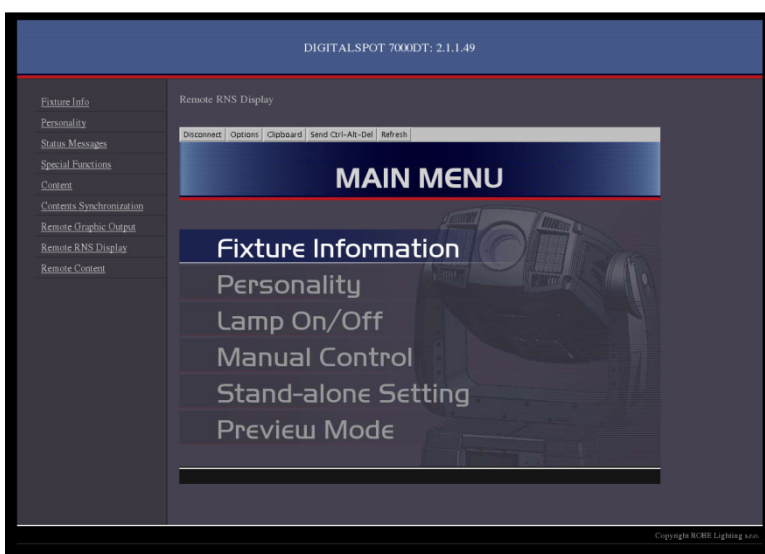 DIGITALSPOT 7000DT: 2.1.1.49
Fixture Info
Personality
Status Messages
Special Functions
Content
Contents Synchronization
Remote Graphic Output
Remote RNS Display
Remote Content
Remote RNS Display
Disconnect Options Clipboard Send Ctrl-Alt-Del Refresh
MAIN MENU
Fixture Information
Personality
Lamp On/Off
Manual Control
Stand-alone Setting
Preview Mode
Copyright ROBE Lighting s.r.o.